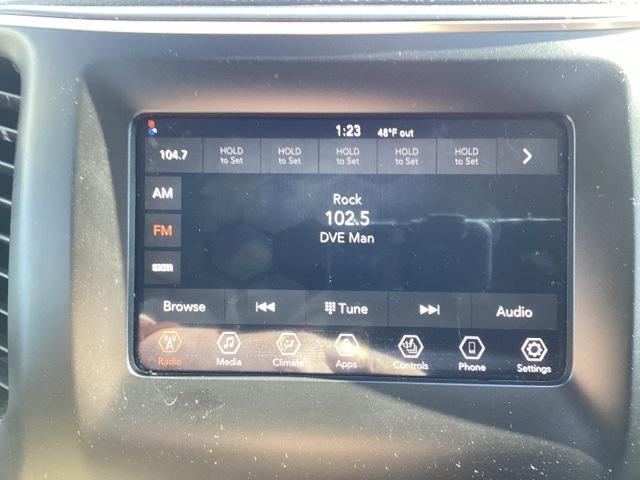 1:23 48°F out
104.7 HOLD to Set HOLD to Set HOLD to Set HOLD to Set HOLD to Set
AM
Rock
102.5
FM
DVE Man
sxm
Browse Tune Audio
Radio Media Climate Apps Controls Phone Settings